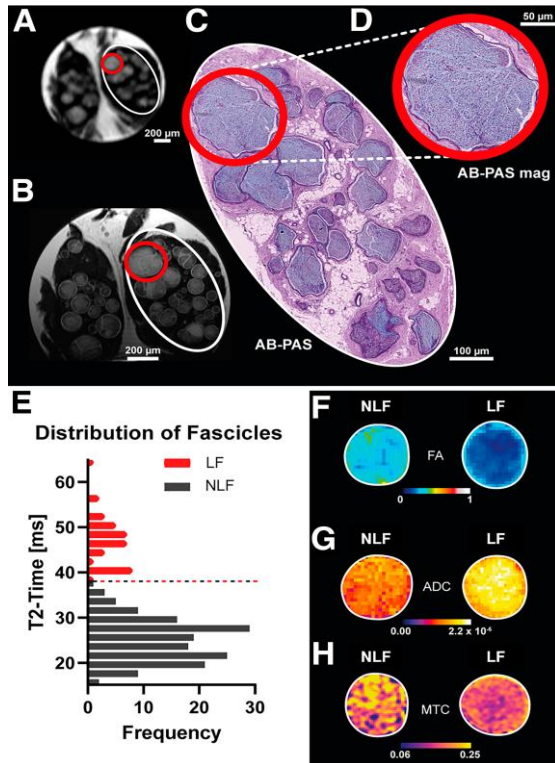 A
200 µm
B
200 µm
C
AB-PAS
100 µm
D
50 µm
AB-PAS mag
E
Distribution of Fascicles
LF
NLF
T2-Time [ms]
60
50
40
30
20
0 10 20 30
Frequency
F
NLF LF
FA
0 1
G
NLF LF
ADC
0.00 2.2 x 10⁻⁶
H
NLF LF
MTC
0.06 0.25